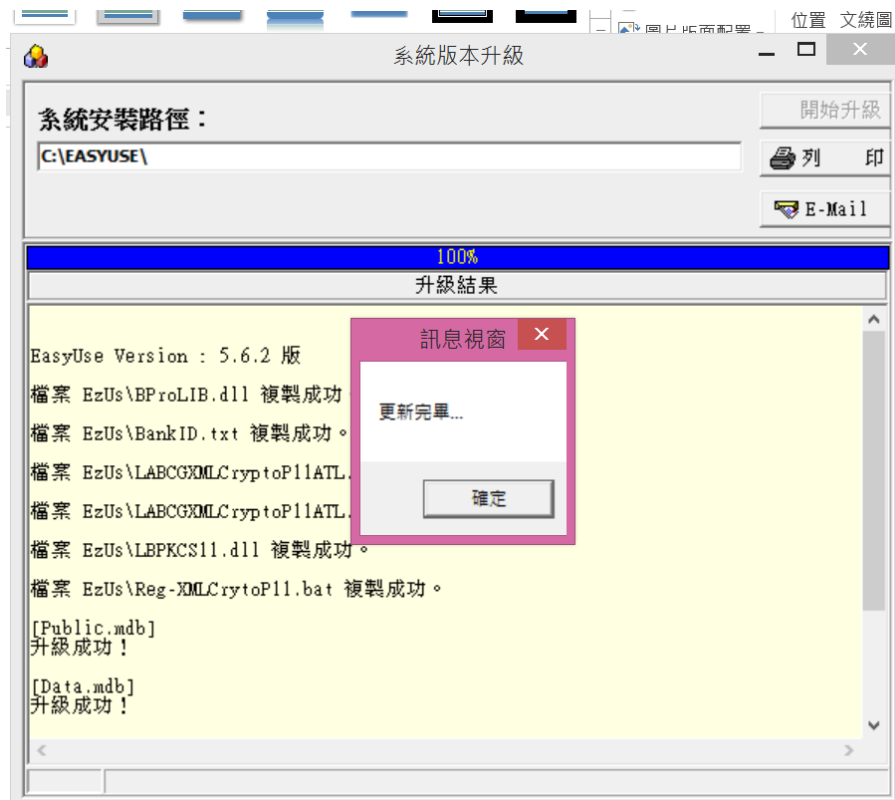 位置 文繞圖
圖片版面配置
系統版本升級
系統安裝路徑：
開始升級
C:\EASYUSE\
列 印
E-Mail
100%
升級結果
訊息視窗
更新完畢...
確定
EasyUse Version : 5.6.2 版
檔案 EzUs\BProLIB.dll 複製成功
檔案 EzUs\BankID.txt 複製成功。
檔案 EzUs\LABCGXMLCryptoP11ATL.
檔案 EzUs\LABCGXMLCryptoP11ATL.
檔案 EzUs\LBPKCS11.dll 複製成功。
檔案 EzUs\Reg-XMLCrytoP11.bat 複製成功。
[Public.mdb]
升級成功！
[Data.mdb]
升級成功！